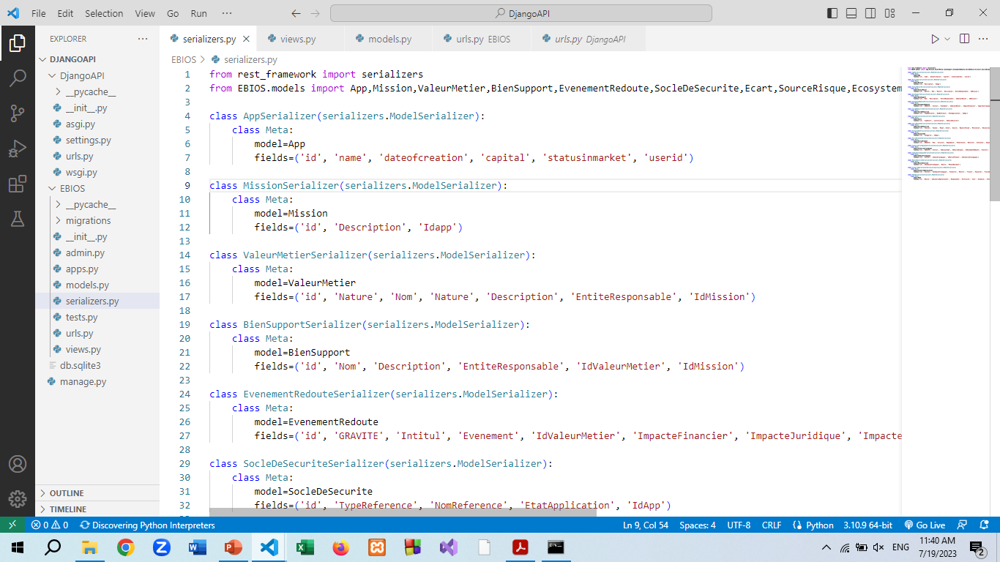 File Edit Selection View Go Run ··· DjangoAPI
EXPLORER ···
DJANGOAPI
DjangoAPI
__pycache__
__init__.py
asgi.py
settings.py
urls.py
wsgi.py
EBIOS
__pycache__
migrations
__init__.py
admin.py
apps.py
models.py
serializers.py
tests.py
urls.py
views.py
db.sqlite3
manage.py
OUTLINE
TIMELINE
serializers.py views.py models.py urls.py EBIOS urls.py DjangoAPI
EBIOS > serializers.py
1 from rest_framework import serializers
2 from EBIOS.models import App,Mission,ValeurMetier,BienSupport,EvenementRedoute,SocleDeSecurite,Ecart,SourceRisque,Ecosystem
3
4 class AppSerializer(serializers.ModelSerializer):
5 class Meta:
6 model=App
7 fields=('id', 'name', 'dateofcreation', 'capital', 'statusinmarket', 'userid')
8
9 class MissionSerializer(serializers.ModelSerializer):
10 class Meta:
11 model=Mission
12 fields=('id', 'Description', 'Idapp')
13
14 class ValeurMetierSerializer(serializers.ModelSerializer):
15 class Meta:
16 model=ValeurMetier
17 fields=('id', 'Nature', 'Nom', 'Nature', 'Description', 'EntiteResponsable', 'IdMission')
18
19 class BienSupportSerializer(serializers.ModelSerializer):
20 class Meta:
21 model=BienSupport
22 fields=('id', 'Nom', 'Description', 'EntiteResponsable', 'IdValeurMetier', 'IdMission')
23
24 class EvenementRedouteSerializer(serializers.ModelSerializer):
25 class Meta:
26 model=EvenementRedoute
27 fields=('id', 'GRAVITE', 'Intitul', 'Evenement', 'IdValeurMetier', 'ImpacteFinancier', 'ImpacteJuridique', 'Impacte
28
29 class SocleDeSecuriteSerializer(serializers.ModelSerializer):
30 class Meta:
31 model=SocleDeSecurite
32 fields=('id', 'TypeReference', 'NomReference', 'EtatApplication', 'IdApp')
0 0 Discovering Python Interpreters Ln 9, Col 54 Spaces: 4 UTF-8 CRLF Python 3.10.9 64-bit Go Live
ENG 11:40 AM
7/19/2023 2